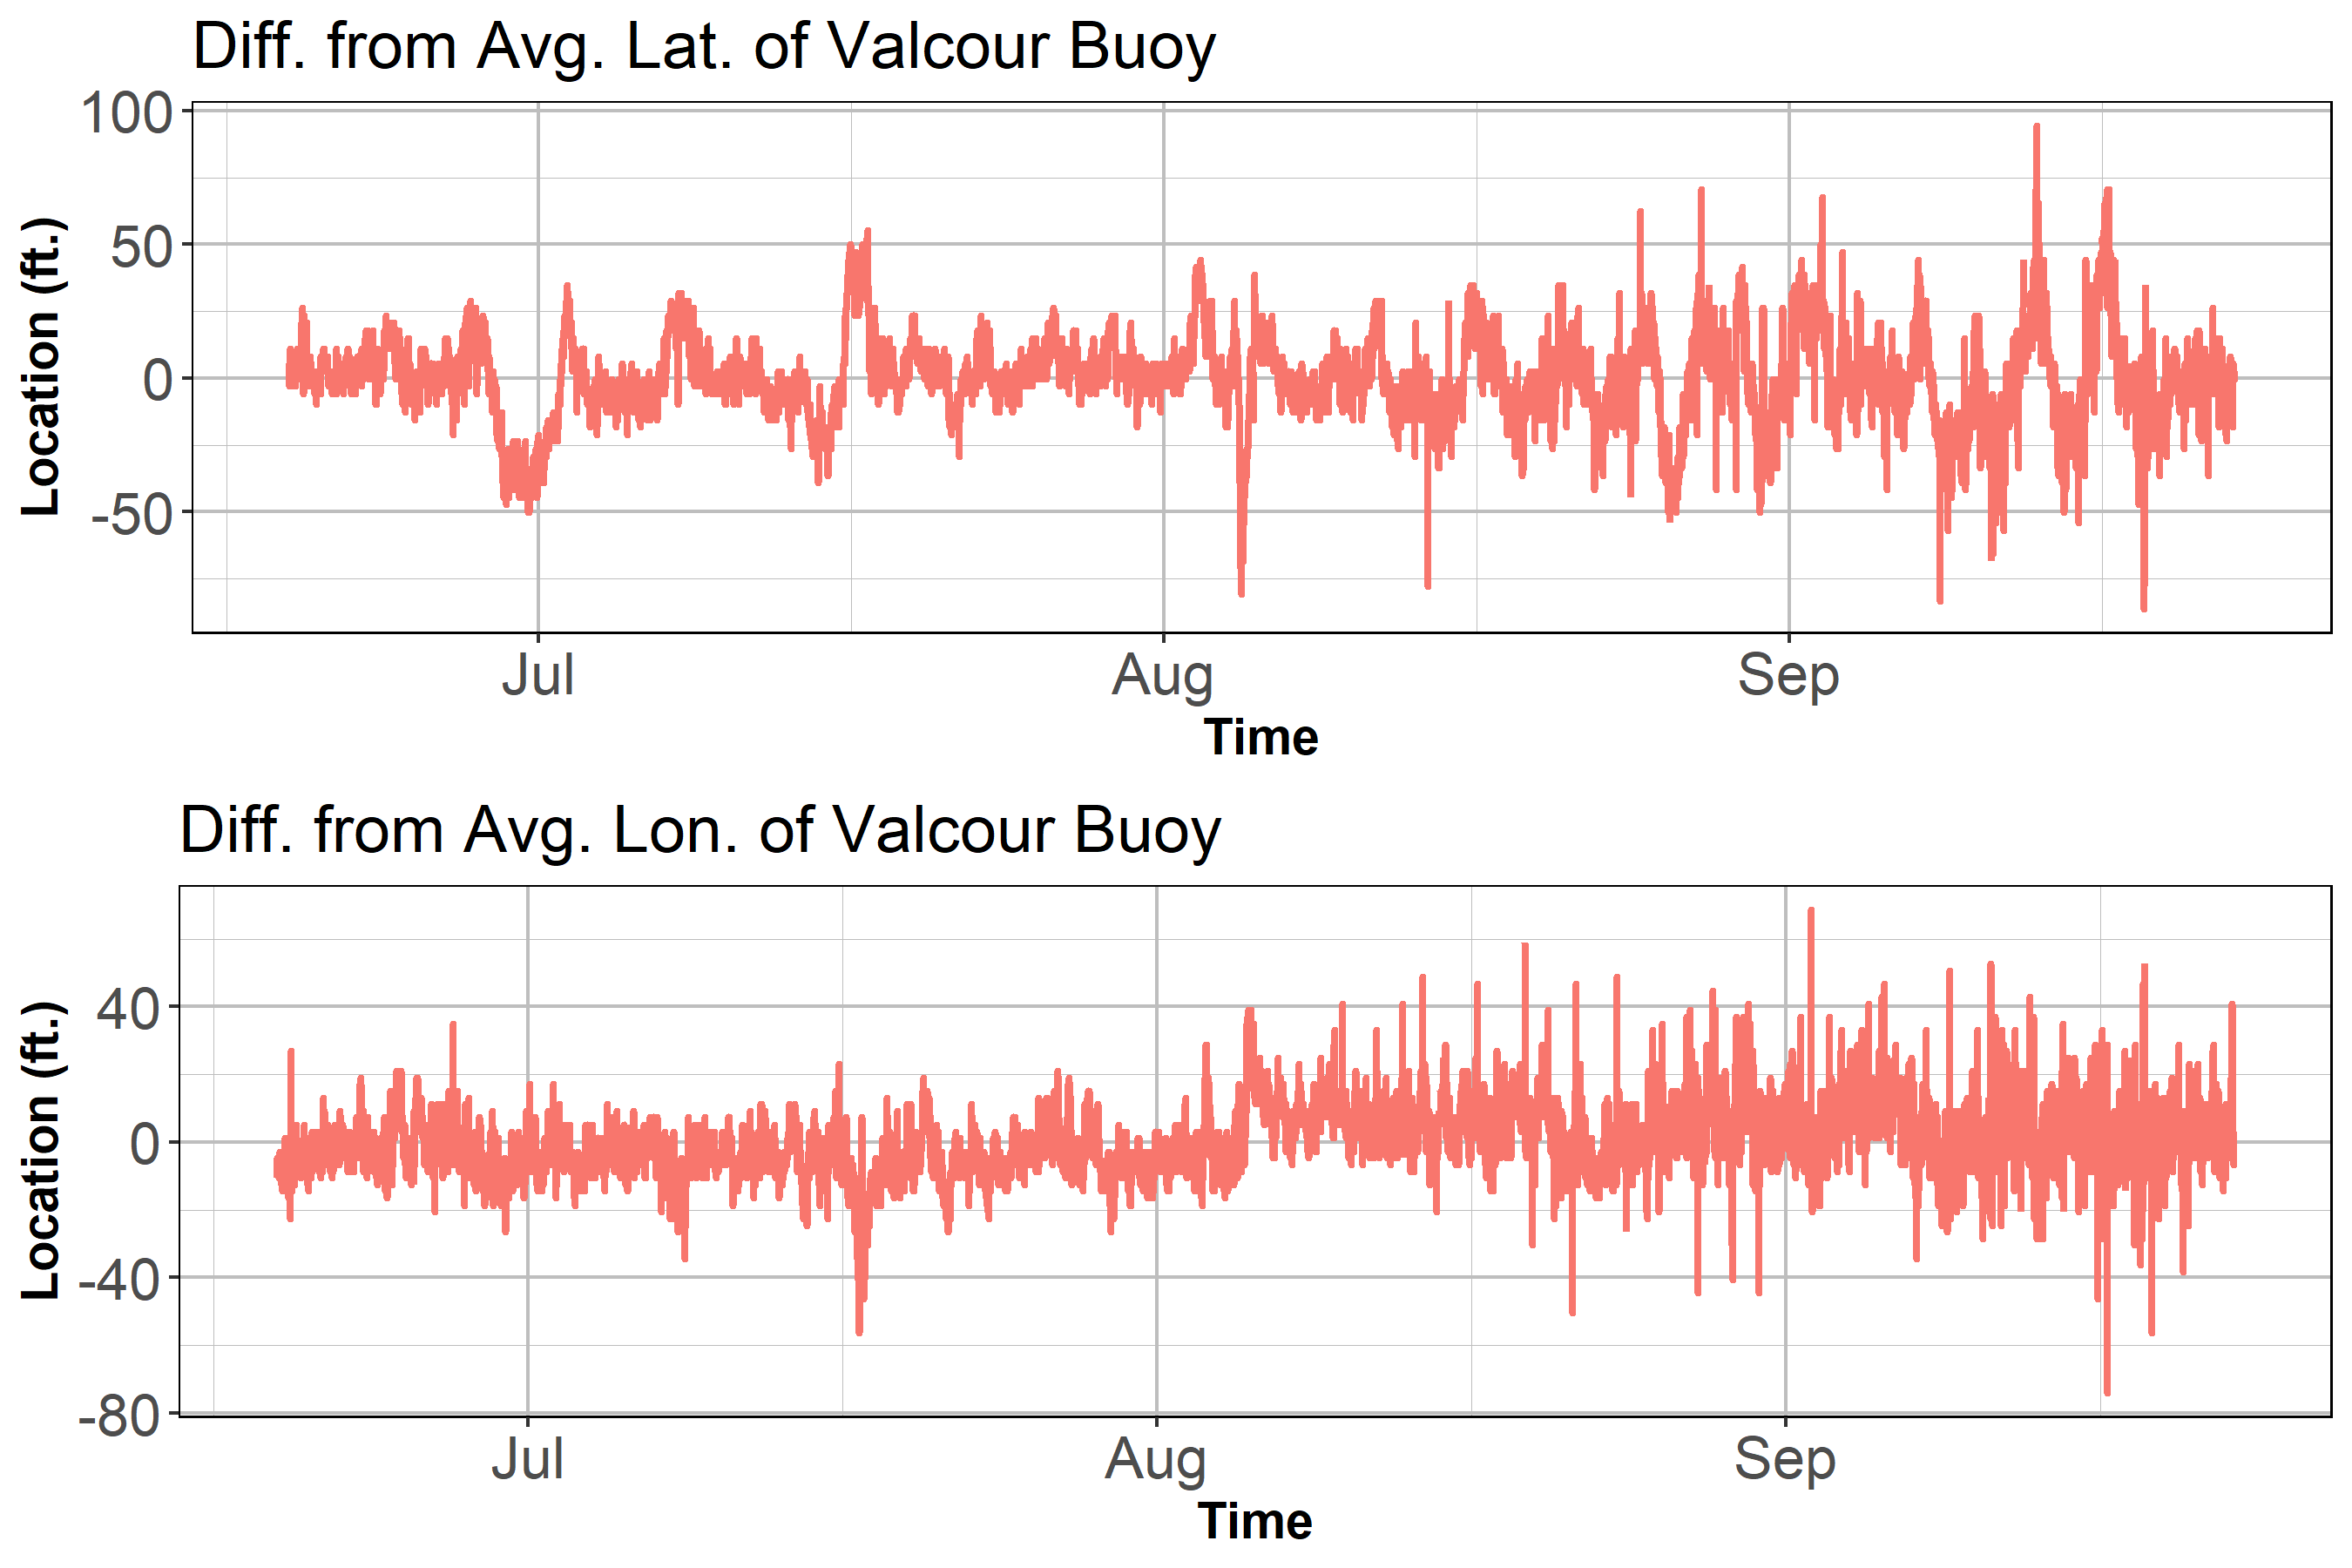 Diff. from Avg. Lat. of Valcour Buoy
100
50
0
-50
Location (ft.)
Jul Aug Sep
Time
Diff. from Avg. Lon. of Valcour Buoy
40
0
-40
-80
Location (ft.)
Jul Aug Sep
Time